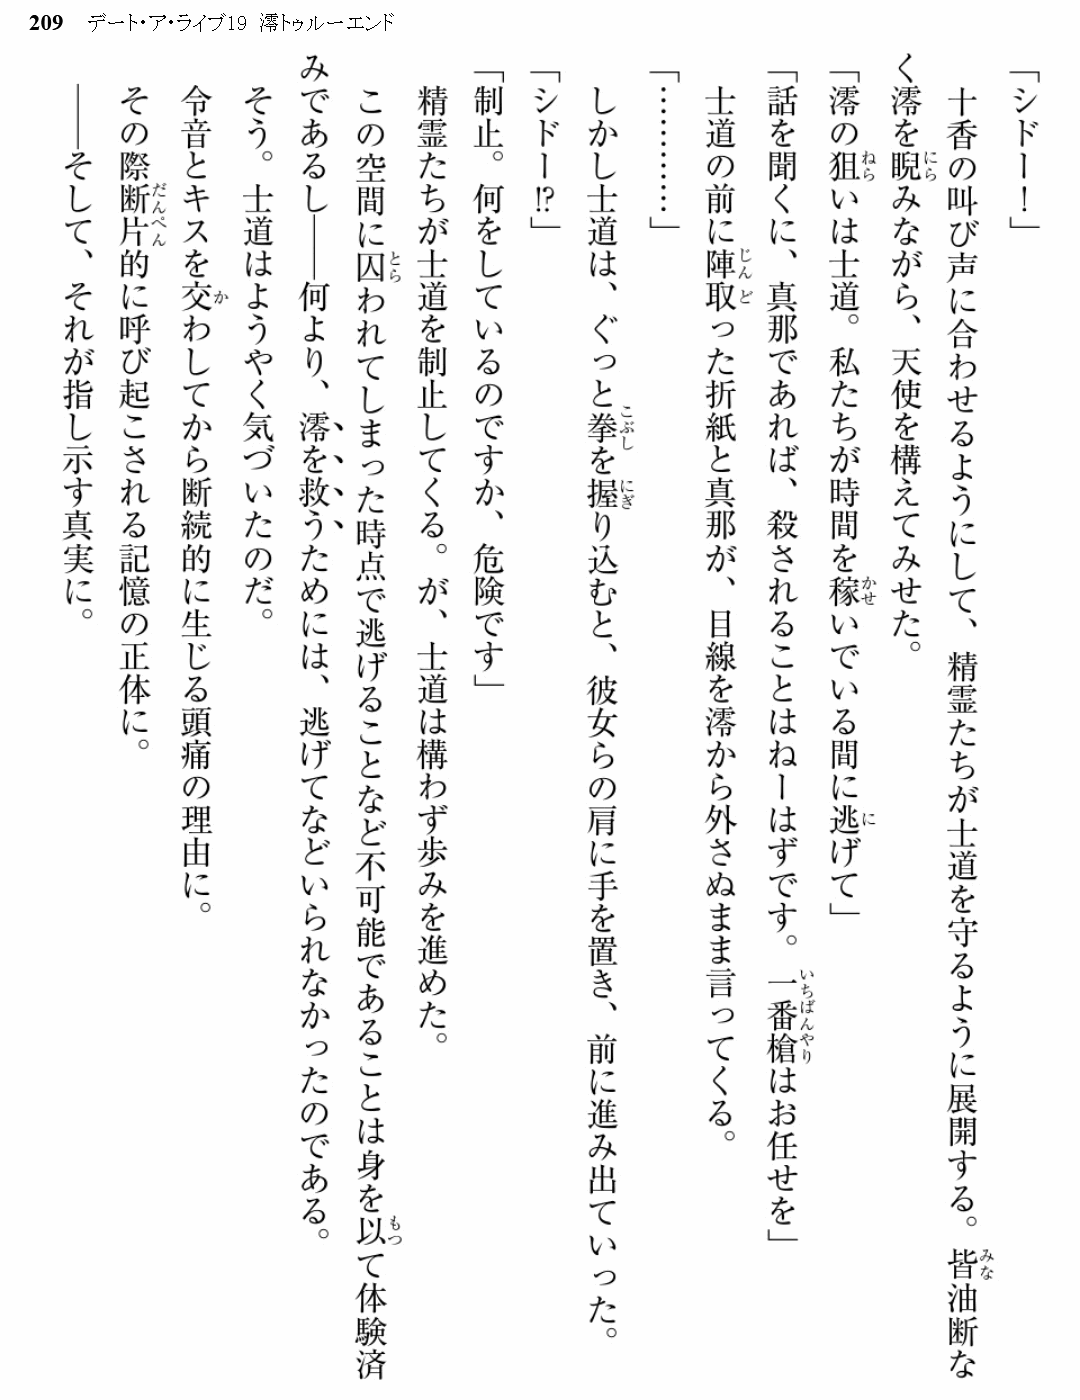 209 デート・ア・ライブ19 澪トゥルーエンド
「シドー！」
十香の叫び声に合わせるようにして、精霊たちが士道を守るように展開する。皆油断な
く澪を睨みながら、天使を構えてみせた。
「澪の狙いは士道。私たちが時間を稼いでいる間に逃げて」
「話を聞くに、真那であれば、殺されることはねーはずです。一番槍はお任せを」
士道の前に陣取った折紙と真那が、目線を澪から外さぬまま言ってくる。
「…………」
しかし士道は、ぐっと拳を握り込むと、彼女らの肩に手を置き、前に進み出ていった。
「シドー!?」
「制止。何をしているのですか、危険です」
精霊たちが士道を制止してくる。が、士道は構わず歩みを進めた。
この空間に囚われてしまった時点で逃げることなど不可能であることは身を以て体験済
みであるし――何より、澪を救うためには、逃げてなどいられなかったのである。
そう。士道はようやく気づいたのだ。
令音とキスを交わしてから断続的に生じる頭痛の理由に。
その際断片的に呼び起こされる記憶の正体に。
――そして、それが指し示す真実に。